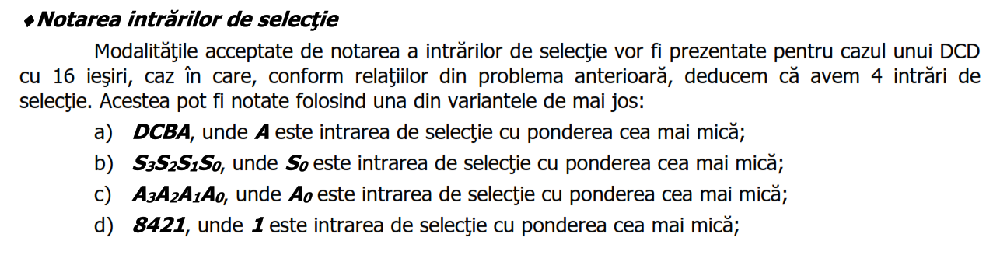 ♦Notarea intrărilor de selecţie
Modalităţile acceptate de notarea a intrărilor de selecţie vor fi prezentate pentru cazul unui DCD
cu 16 ieşiri, caz în care, conform relaţiilor din problema anterioară, deducem că avem 4 intrări de
selecţie. Acestea pot fi notate folosind una din variantele de mai jos:
a) DCBA, unde A este intrarea de selecţie cu ponderea cea mai mică;
b) S₃S₂S₁S₀, unde S₀ este intrarea de selecţie cu ponderea cea mai mică;
c) A₃A₂A₁A₀, unde A₀ este intrarea de selecţie cu ponderea cea mai mică;
d) 8421, unde 1 este intrarea de selecţie cu ponderea cea mai mică;